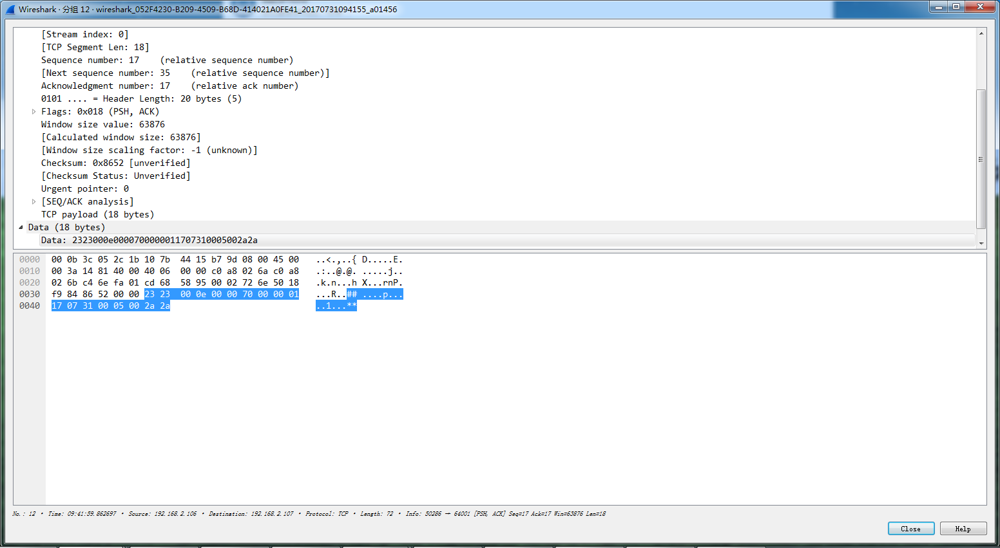 Wireshark · 分组 12 · wireshark_052F4230-B209-4509-B68D-414021A0FE41_20170731094155_a01456
[Stream index: 0]
[TCP Segment Len: 18]
Sequence number: 17    (relative sequence number)
[Next sequence number: 35    (relative sequence number)]
Acknowledgment number: 17    (relative ack number)
0101 .... = Header Length: 20 bytes (5)
Flags: 0x018 (PSH, ACK)
Window size value: 63876
[Calculated window size: 63876]
[Window size scaling factor: -1 (unknown)]
Checksum: 0x8652 [unverified]
[Checksum Status: Unverified]
Urgent pointer: 0
[SEQ/ACK analysis]
TCP payload (18 bytes)
Data (18 bytes)
Data: 2323000e0000700000011707310005002a2a
0000  00 0b 3c 05 2c 1b 10 7b  44 15 b7 9d 08 00 45 00   ..<.,..{ D.....E.
0010  00 3a 14 81 40 00 40 06  00 00 c0 a8 02 6a c0 a8   .:..@.@. .....j..
0020  02 6b c4 6e fa 01 cd 68  58 95 00 02 72 6e 50 18   .k.n...h X...rnP.
0030  f9 84 86 52 00 00 23 23  00 0e 00 00 70 00 00 01   ...R..## ....p...
0040  17 07 31 00 05 00 2a 2a   ..1...**
No.: 12 · Time: 09:41:59.862697 · Source: 192.168.2.106 · Destination: 192.168.2.107 · Protocol: TCP · Length: 72 · Info: 50286 → 64001 [PSH, ACK] Seq=17 Ack=17 Win=63876 Len=18
Close
Help